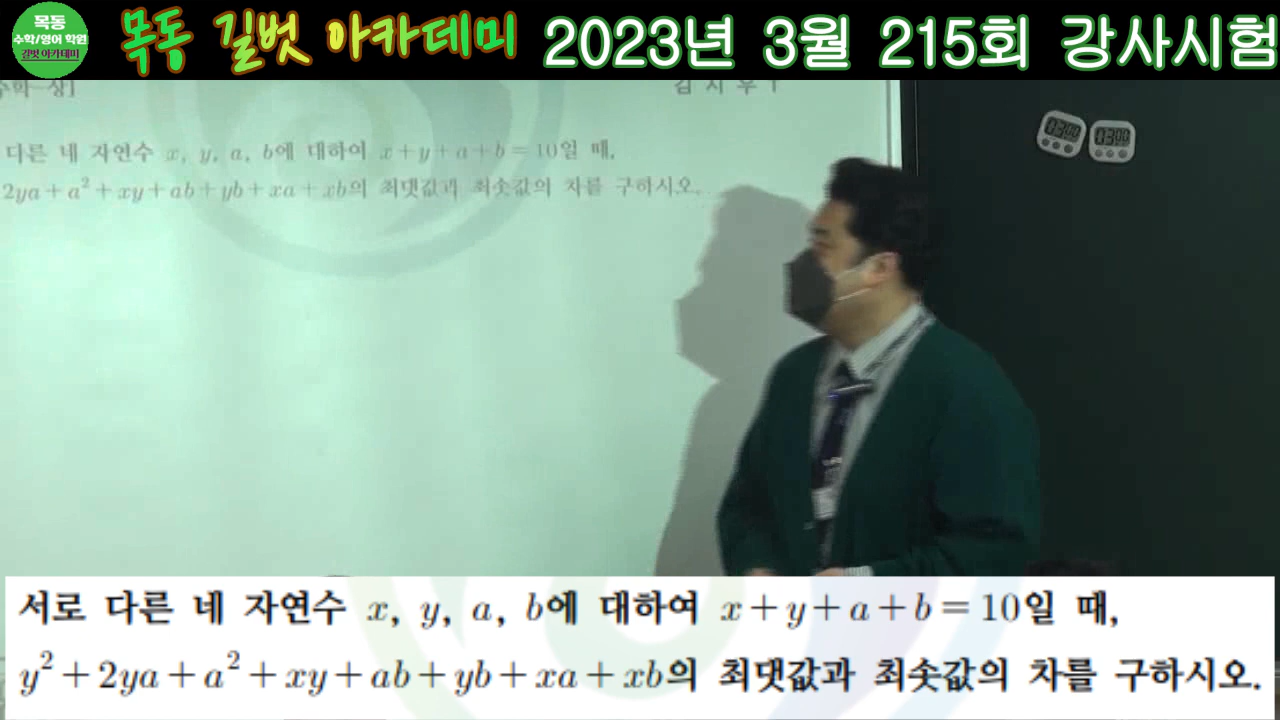 목동
수학/영어 학원
길벗 아카데미
목동 길벗 아카데미 2023년 3월 215회 강사시험
수학-상]
김 지 우 T
다른 네 자연수 x, y, a, b에 대하여 x+y+a+b=10일 때,
2ya+a²+xy+ab+yb+xa+xb의 최댓값과 최솟값의 차를 구하시오.
서로 다른 네 자연수 x, y, a, b에 대하여 x+y+a+b=10일 때,
y²+2ya+a²+xy+ab+yb+xa+xb의 최댓값과 최솟값의 차를 구하시오.